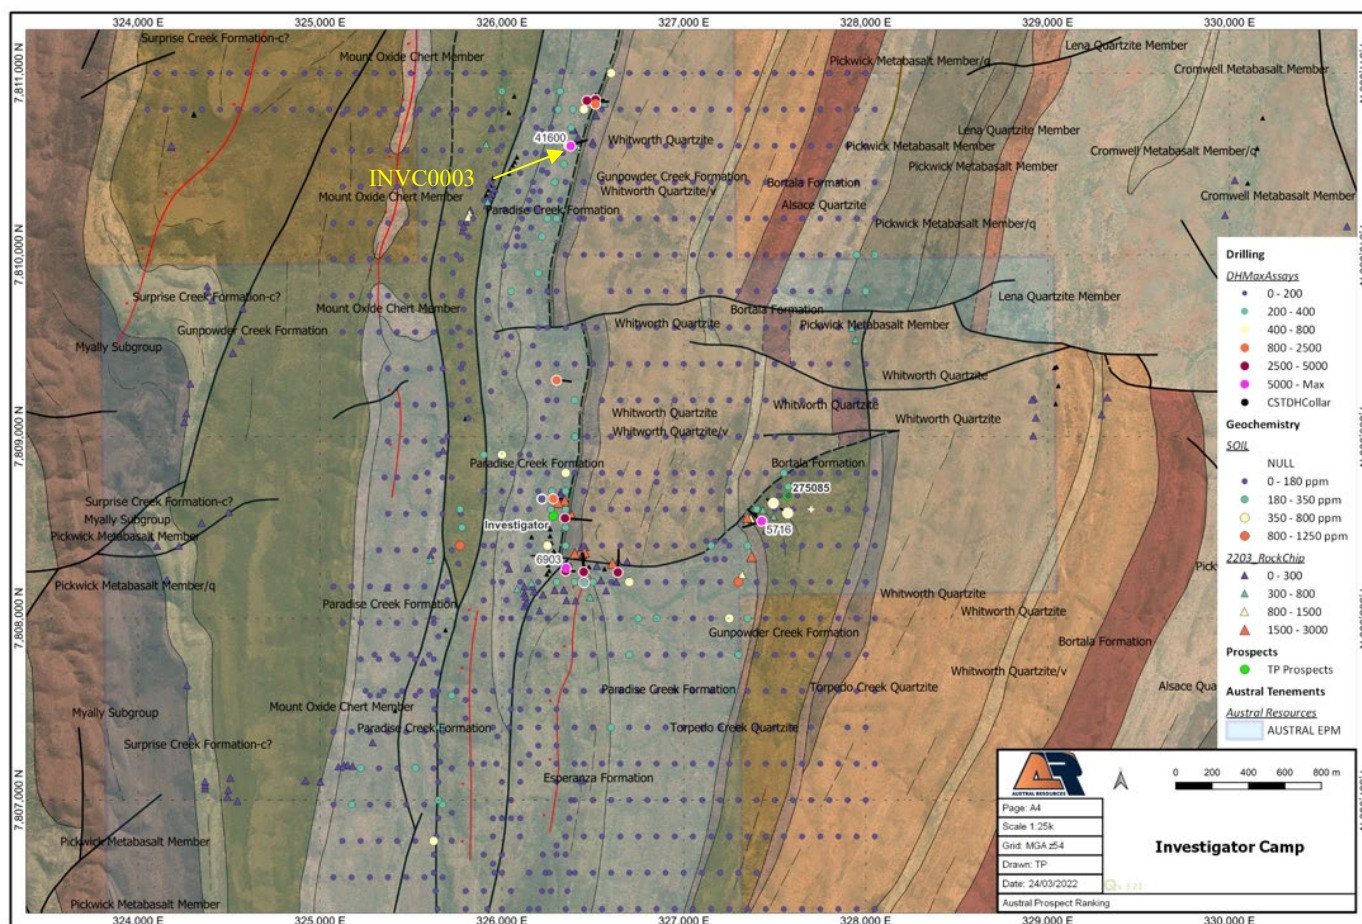 324,000 E
325,000 E
326,000 E
327,000 E
328,000 E
329,000 E
330,000 E
7,811,000 N
7,810,000 N
7,809,000 N
7,808,000 N
7,807,000 N
Surprise Creek Formation-c?
Mount Oxide Chert Member
Pickwick Metabasalt Member/q
Lena Quartzite Member
Cromwell Metabasalt Member
41600
Whitworth Quartzite
Lena Quartzite Member
Pickwick Metabasalt Member
Cromwell Metabasalt Member/q
Pickwick Metabasalt Member
INVC0003
Gunpowder Creek Formation
Bortala Formation
Whitworth Quartzite/v
Mount Oxide Chert Member
Cromwell Metabasalt Member
Alsace Quartzite
Paradise Creek Formation
Pickwick Metabasalt Member/q
Surprise Creek Formation-c?
Lena Quartzite Member
Mount Oxide Chert Member
Bortala Formation
Gunpowder Creek Formation
Whitworth Quartzite
Pickwick Metabasalt Member
Myally Subgroup
Whitworth Quartzite
Whitworth Quartzite
Whitworth Quartzite
Whitworth Quartzite
Whitworth Quartzite/v
Paradise Creek Formation
Bortala Formation
275085
Surprise Creek Formation-c?
Myally Subgroup
Investigator
5716
Pickwick Metabasalt Member
6903
Pickwick Metabasalt Member/q
Whitworth Quartzite
Paradise Creek Formation
Whitworth Quartzite
Gunpowder Creek Formation
Bortala Formation
Whitworth Quartzite/v
Paradise Creek Formation
Torpedo Creek Quartzite
Alsace Qua
Mount Oxide Chert Member
Myally Subgroup
Paradise Creek Formation
Torpedo Creek Quartzite
Surprise Creek Formation-c?
Esperanza Formation
Pickwick Metabasalt Member
Pickwick Metabasalt Member
Drilling
DHMaxAssays
0 - 200
200 - 400
400 - 800
800 - 2500
2500 - 5000
5000 - Max
CSTDHCollar
Geochemistry
SOIL
NULL
0 - 180 ppm
180 - 350 ppm
350 - 800 ppm
800 - 1250 ppm
2203_RockChip
0 - 300
300 - 800
800 - 1500
1500 - 3000
Prospects
TP Prospects
Austral Tenements
Austral Resources
AUSTRAL EPM
AUSTRAL RESOURCES
0 200 400 600 800 m
Page: A4
Scale 1:25k
Grid: MGA z54
Drawn: TP
Date: 24/03/2022
Austral Prospect Ranking
Investigator Camp
324,000 E
325,000 E
326,000 E
327,000 E
328,000 E
329,000 E
330,000 E